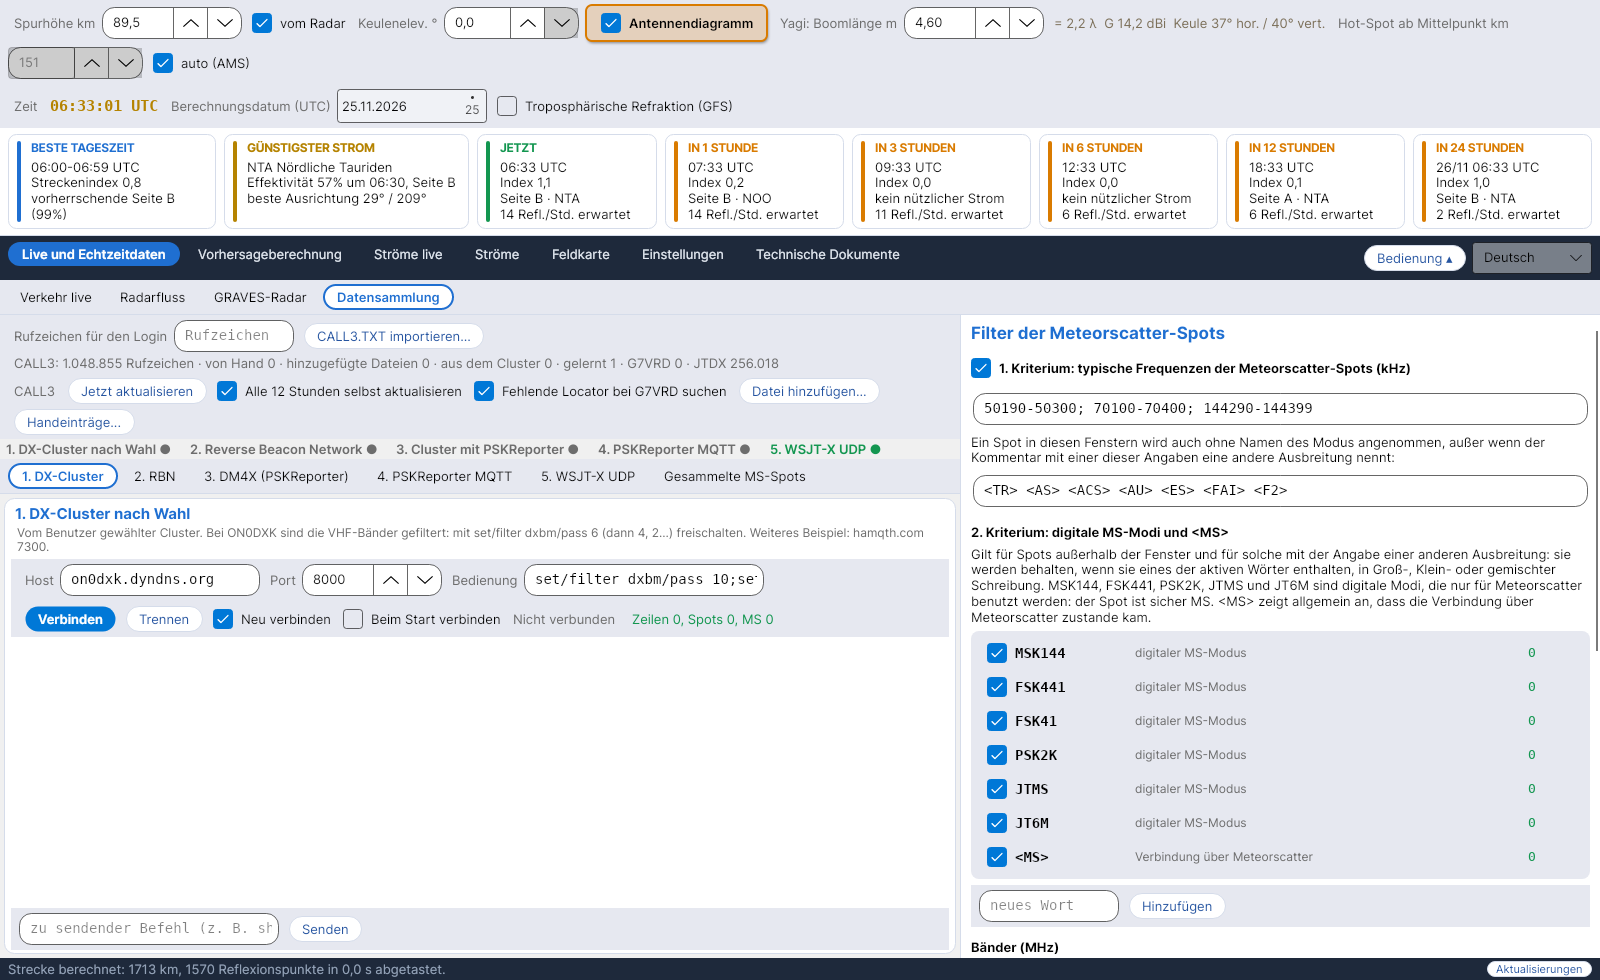 Spurhöhe km 89,5 vom Radar Keulenelev. ° 0,0 Antennendiagramm Yagi: Boomlänge m 4,60 = 2,2 λ G 14,2 dBi Keule 37° hor. / 40° vert. Hot-Spot ab Mittelpunkt km
151 auto (AMS)
Zeit 06:33:01 UTC Berechnungsdatum (UTC) 25.11.2026 25 Troposphärische Refraktion (GFS)
BESTE TAGESZEIT
06:00-06:59 UTC
Streckenindex 0,8
vorherrschende Seite B
(99%)
GÜNSTIGSTER STROM
NTA Nördliche Tauriden
Effektivität 57% um 06:30, Seite B
beste Ausrichtung 29° / 209°
JETZT
06:33 UTC
Index 1,1
Seite B · NTA
14 Refl./Std. erwartet
IN 1 STUNDE
07:33 UTC
Index 0,2
Seite B · NOO
14 Refl./Std. erwartet
IN 3 STUNDEN
09:33 UTC
Index 0,0
kein nützlicher Strom
11 Refl./Std. erwartet
IN 6 STUNDEN
12:33 UTC
Index 0,0
kein nützlicher Strom
6 Refl./Std. erwartet
IN 12 STUNDEN
18:33 UTC
Index 0,1
Seite A · NTA
6 Refl./Std. erwartet
IN 24 STUNDEN
26/11 06:33 UTC
Index 1,0
Seite B · NTA
2 Refl./Std. erwartet
Live und Echtzeitdaten Vorhersageberechnung Ströme live Ströme Feldkarte Einstellungen Technische Dokumente Bedienung ▴ Deutsch
Verkehr live Radarfluss GRAVES-Radar Datensammlung
Rufzeichen für den Login Rufzeichen CALL3.TXT importieren...
CALL3: 1.048.855 Rufzeichen · von Hand 0 · hinzugefügte Dateien 0 · aus dem Cluster 0 · gelernt 1 · G7VRD 0 · JTDX 256.018
CALL3 Jetzt aktualisieren Alle 12 Stunden selbst aktualisieren Fehlende Locator bei G7VRD suchen Datei hinzufügen...
Handeinträge...
1. DX-Cluster nach Wahl ● 2. Reverse Beacon Network ● 3. Cluster mit PSKReporter ● 4. PSKReporter MQTT ● 5. WSJT-X UDP ●
1. DX-Cluster 2. RBN 3. DM4X (PSKReporter) 4. PSKReporter MQTT 5. WSJT-X UDP Gesammelte MS-Spots
1. DX-Cluster nach Wahl
Vom Benutzer gewählter Cluster. Bei ON0DXK sind die VHF-Bänder gefiltert: mit set/filter dxbm/pass 6 (dann 4, 2...) freischalten. Weiteres Beispiel: hamqth.com
7300.
Host on0dxk.dyndns.org Port 8000 Bedienung set/filter dxbm/pass 10;se
Verbinden Trennen Neu verbinden Beim Start verbinden Nicht verbunden Zeilen 0, Spots 0, MS 0
zu sendender Befehl (z. B. sh Senden
Filter der Meteorscatter-Spots
1. Kriterium: typische Frequenzen der Meteorscatter-Spots (kHz)
50190-50300; 70100-70400; 144290-144399
Ein Spot in diesen Fenstern wird auch ohne Namen des Modus angenommen, außer wenn der
Kommentar mit einer dieser Angaben eine andere Ausbreitung nennt:
<TR> <AS> <ACS> <AU> <ES> <FAI> <F2>
2. Kriterium: digitale MS-Modi und <MS>
Gilt für Spots außerhalb der Fenster und für solche mit der Angabe einer anderen Ausbreitung: sie
werden behalten, wenn sie eines der aktiven Wörter enthalten, in Groß-, Klein- oder gemischter
Schreibung. MSK144, FSK441, PSK2K, JTMS und JT6M sind digitale Modi, die nur für Meteorscatter
benutzt werden: der Spot ist sicher MS. <MS> zeigt allgemein an, dass die Verbindung über
Meteorscatter zustande kam.
MSK144 digitaler MS-Modus 0
FSK441 digitaler MS-Modus 0
FSK41 digitaler MS-Modus 0
PSK2K digitaler MS-Modus 0
JTMS digitaler MS-Modus 0
JT6M digitaler MS-Modus 0
<MS> Verbindung über Meteorscatter 0
neues Wort Hinzufügen
Bänder (MHz)
Strecke berechnet: 1713 km, 1570 Reflexionspunkte in 0,0 s abgetastet. Aktualisierungen